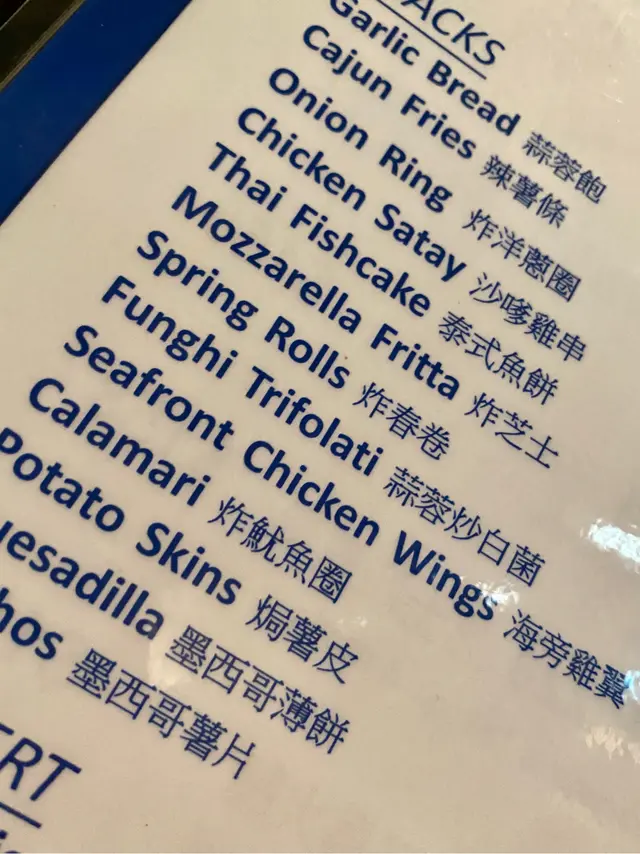 ACKS
Garlic Bread 蒜蓉飽
Cajun Fries 辣薯條
Onion Ring 炸洋蔥圈
Chicken Satay 沙嗲雞串
Thai Fishcake 泰式魚餅
Mozzarella Fritta 炸芝士
Spring Rolls 炸春卷
Funghi Trifolati 蒜蓉炒白菌
Seafront Chicken Wings 海旁雞翼
Calamari 炸魷魚圈
Potato Skins 焗薯皮
uesadilla 墨西哥薄餅
hos 墨西哥薯片
ERT